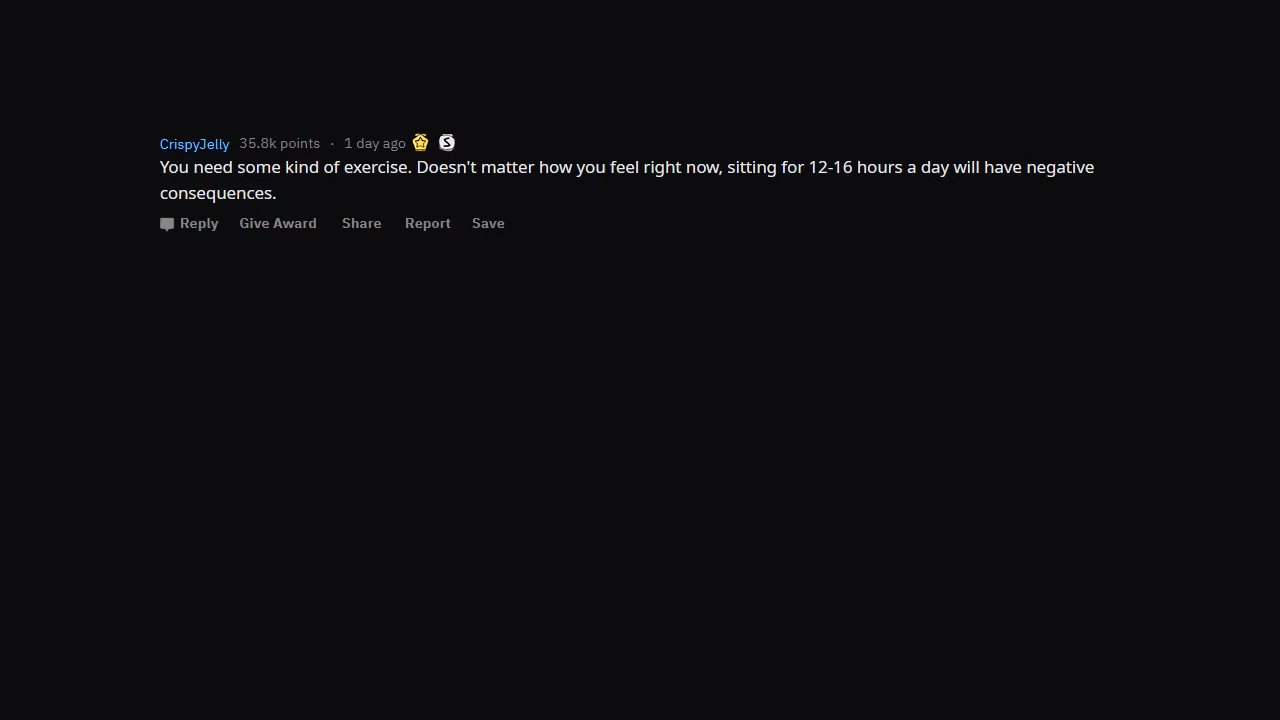 CrispyJelly 35.8k points · 1 day ago
You need some kind of exercise. Doesn't matter how you feel right now, sitting for 12-16 hours a day will have negative
consequences.
Reply Give Award Share Report Save